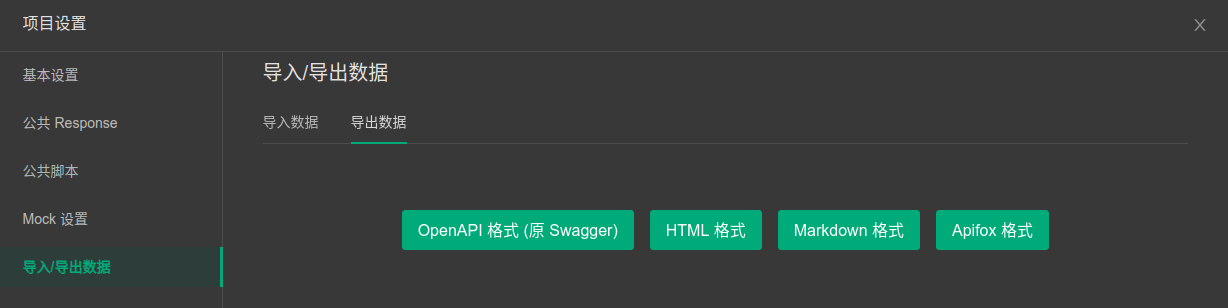 项目设置
基本设置
公共 Response
公共脚本
Mock 设置
导入/导出数据
导入/导出数据
导入数据 导出数据
OpenAPI 格式 (原 Swagger) HTML 格式 Markdown 格式 Apifox 格式